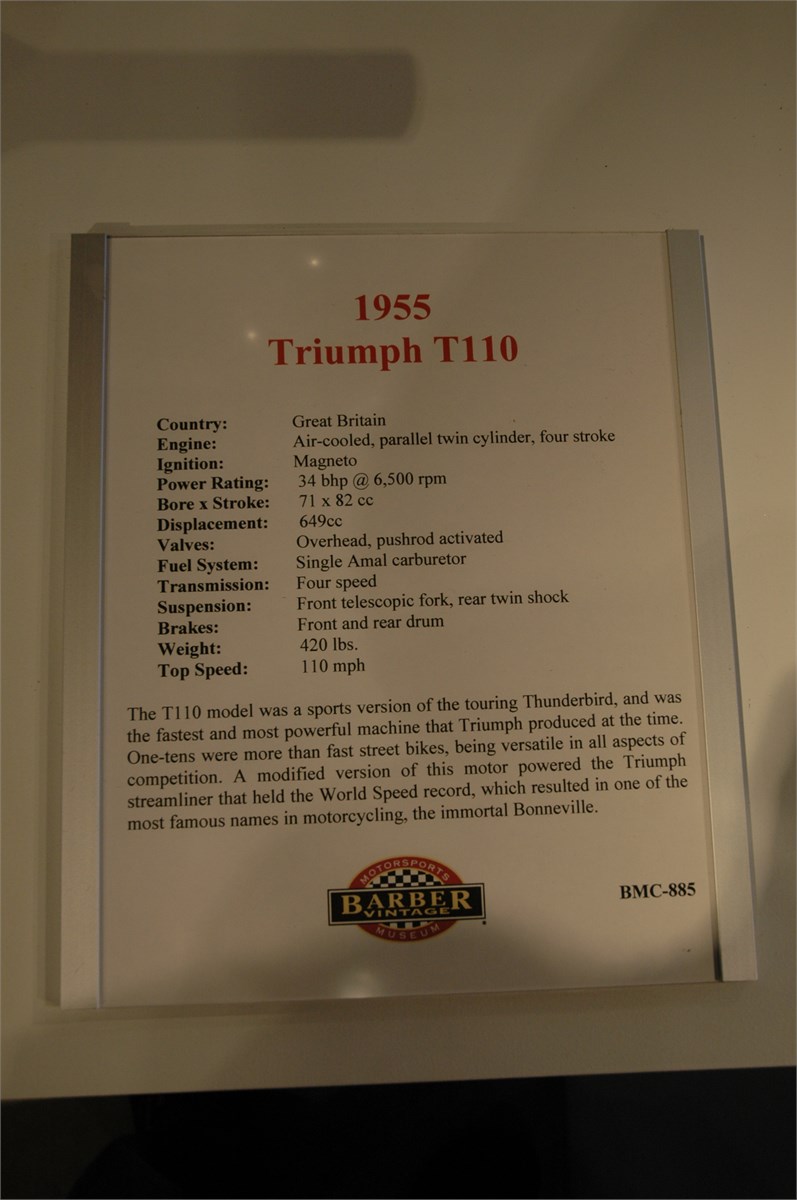 1955
Triumph T110
Country: Great Britain
Engine: Air-cooled, parallel twin cylinder, four stroke
Ignition: Magneto
Power Rating: 34 bhp @ 6,500 rpm
Bore x Stroke: 71 x 82 cc
Displacement: 649cc
Valves: Overhead, pushrod activated
Fuel System: Single Amal carburetor
Transmission: Four speed
Suspension: Front telescopic fork, rear twin shock
Brakes: Front and rear drum
Weight: 420 lbs.
Top Speed: 110 mph
The T110 model was a sports version of the touring Thunderbird, and was
the fastest and most powerful machine that Triumph produced at the time.
One-tens were more than fast street bikes, being versatile in all aspects of
competition. A modified version of this motor powered the Triumph
streamliner that held the World Speed record, which resulted in one of the
most famous names in motorcycling, the immortal Bonneville.
MOTORSPORTS
BARBER
VINTAGE
MUSEUM
BMC-885